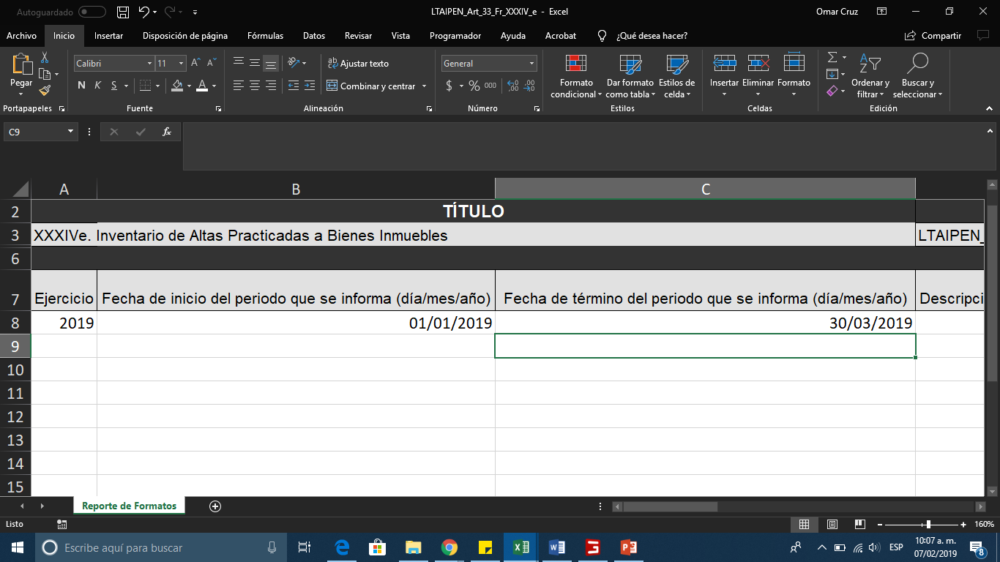 Autoguardado
LTAIPEN_Art_33_Fr_XXXIV_e - Excel
Omar Cruz
Archivo Inicio Insertar Disposición de página Fórmulas Datos Revisar Vista Programador Ayuda Acrobat ¿Qué desea hacer? Compartir
Pegar
Portapapeles
Calibri 11
N K S
Fuente
Ajustar texto
Combinar y centrar
Alineación
General
$ % 000
Número
Formato condicional
Dar formato como tabla
Estilos de celda
Estilos
Insertar Eliminar Formato
Celdas
Ordenar y filtrar
Buscar y seleccionar
Edición
C9 fx
A B C
2 TÍTULO
3 XXXIVe. Inventario de Altas Practicadas a Bienes Inmuebles LTAIPEN_
6
7 Ejercicio Fecha de inicio del periodo que se informa (día/mes/año) Fecha de término del periodo que se informa (día/mes/año) Descripci
8 2019 01/01/2019 30/03/2019
9
10
11
12
13
14
15
Reporte de Formatos
Listo 160%
Escribe aquí para buscar
ESP
10:07 a. m.
07/02/2019
8